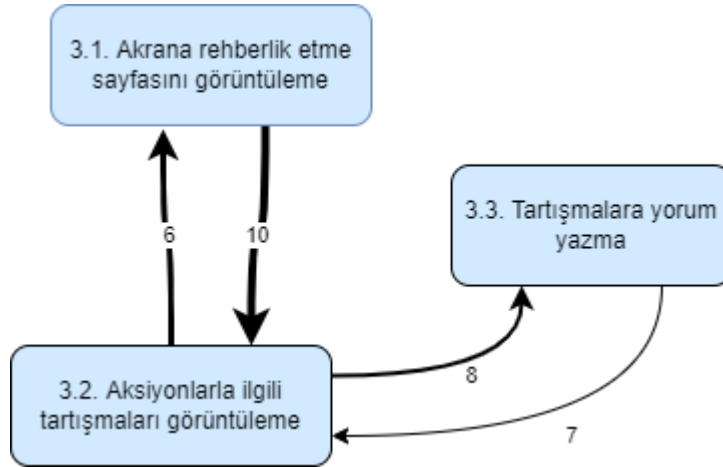 3.1. Akrana rehberlik etme
sayfasını görüntüleme
3.3. Tartışmalara yorum
yazma
6
10
3.2. Aksiyonlarla ilgili
tartışmaları görüntüleme
8
7